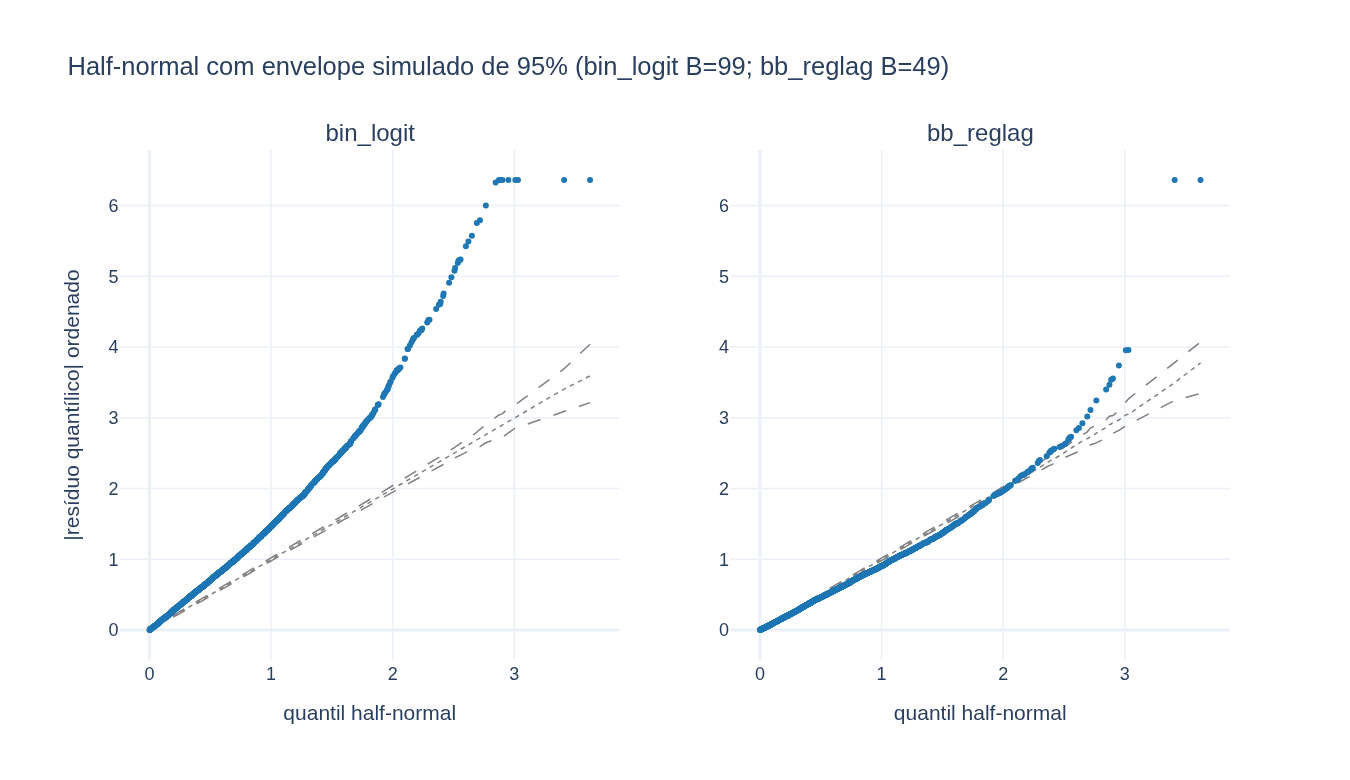 Half-normal com envelope simulado de 95% (bin_logit B=99; bb_reglag B=49)
bin_logit
bb_reglag
|resíduo quantílico| ordenado
6
5
4
3
2
1
0
0 1 2 3
quantil half-normal
6
5
4
3
2
1
0
0 1 2 3
quantil half-normal